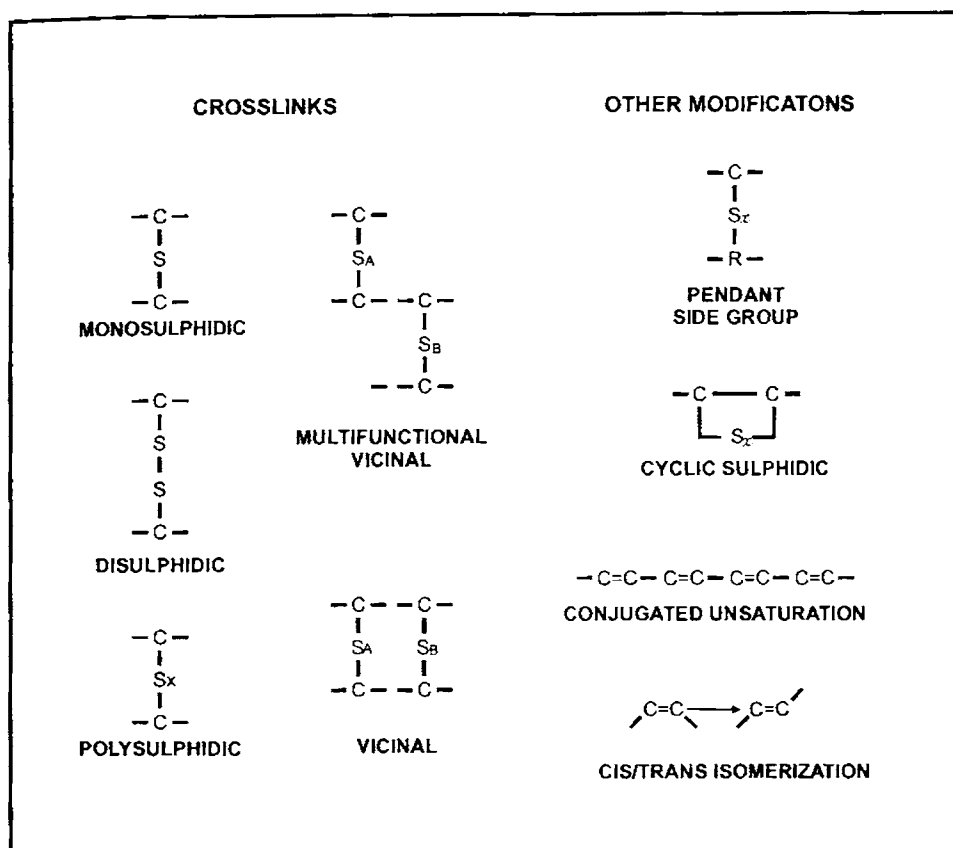 CROSSLINKS
– C –
S
– C –
MONOSULPHIDIC
– C –
S
S
– C –
DISULPHIDIC
– C –
Sx
– C –
POLYSULPHIDIC
– C –
SA
– C – – C –
SB
– – C –
MULTIFUNCTIONAL
VICINAL
– C – – C –
SA SB
– C – – C –
VICINAL
OTHER MODIFICATONS
– C –
Sx
– R –
PENDANT
SIDE GROUP
– C — C –
Sx
CYCLIC SULPHIDIC
– C=C – C=C – C=C – C=C –
CONJUGATED UNSATURATION
C=C → C=C
CIS/TRANS ISOMERIZATION